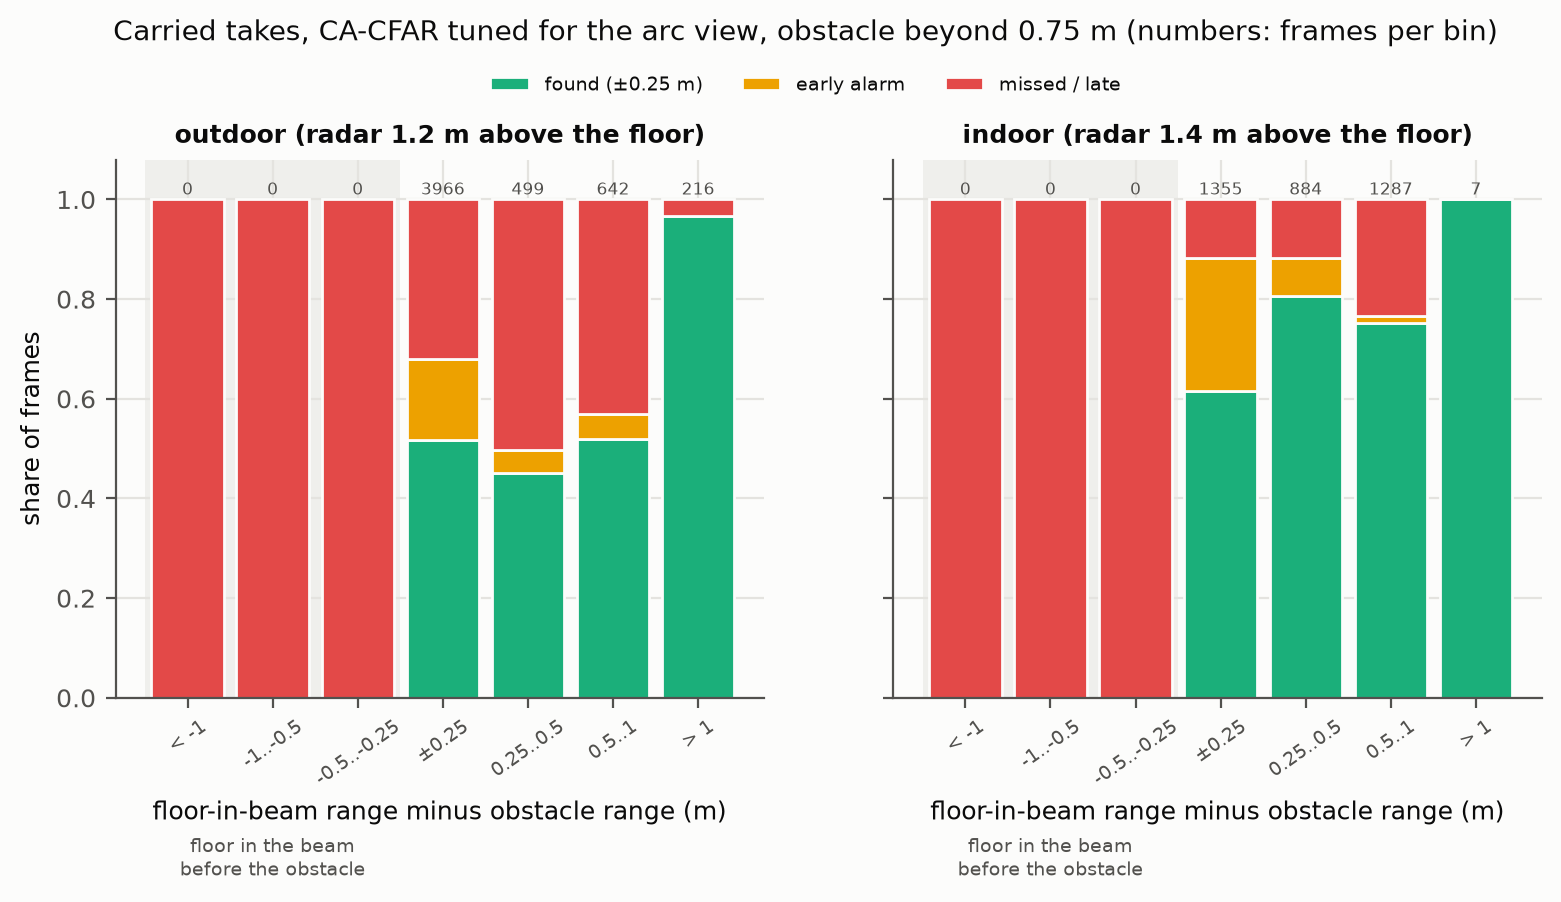 Carried takes, CA-CFAR tuned for the arc view, obstacle beyond 0.75 m (numbers: frames per bin)
found (±0.25 m) early alarm missed / late
outdoor (radar 1.2 m above the floor)
0 0 0 3966 499 642 216
share of frames
1.0
0.8
0.6
0.4
0.2
0.0
< -1 -1..-0.5 -0.5..-0.25 ±0.25 0.25..0.5 0.5..1 > 1
floor-in-beam range minus obstacle range (m)
floor in the beam
before the obstacle
indoor (radar 1.4 m above the floor)
0 0 0 1355 884 1287 7
< -1 -1..-0.5 -0.5..-0.25 ±0.25 0.25..0.5 0.5..1 > 1
floor-in-beam range minus obstacle range (m)
floor in the beam
before the obstacle